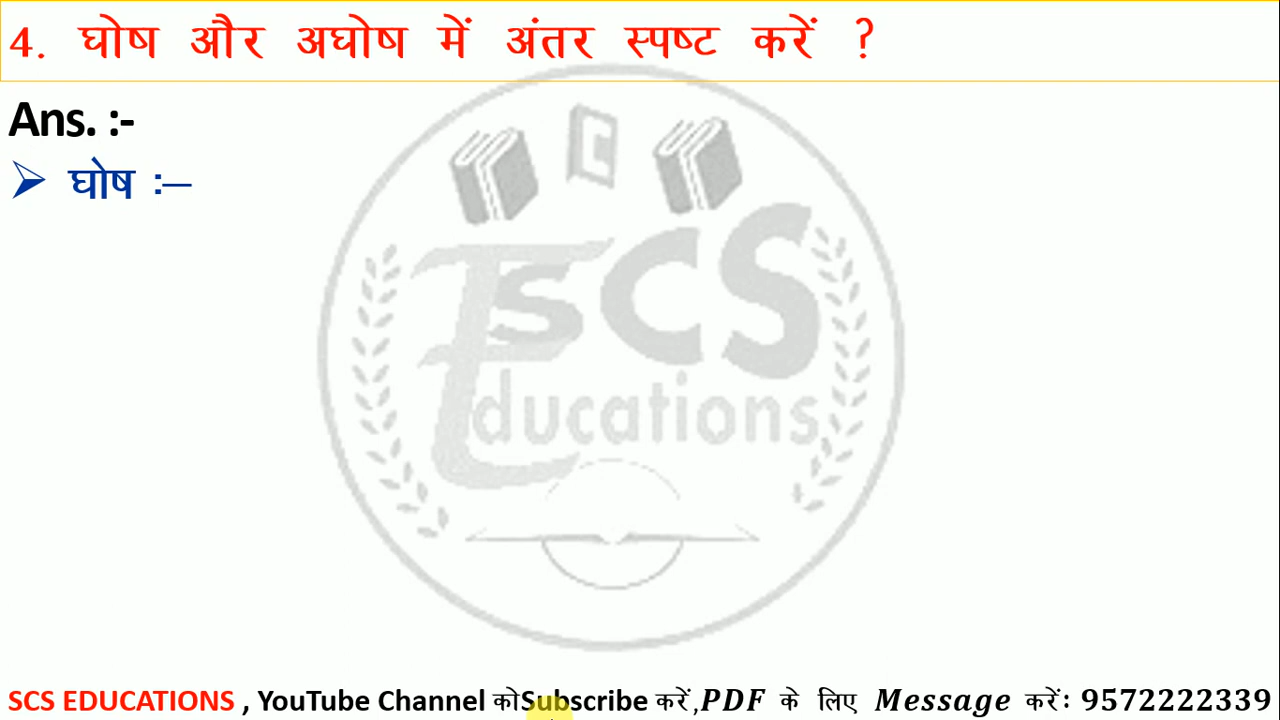 4. घोष और अघोष में अंतर स्पष्ट करें ?
Ans. :-
➢ घोष :–
SCS
Educations
SCS EDUCATIONS , YouTube Channel कोSubscribe करें,PDF के लिए Message करेंः 9572222339